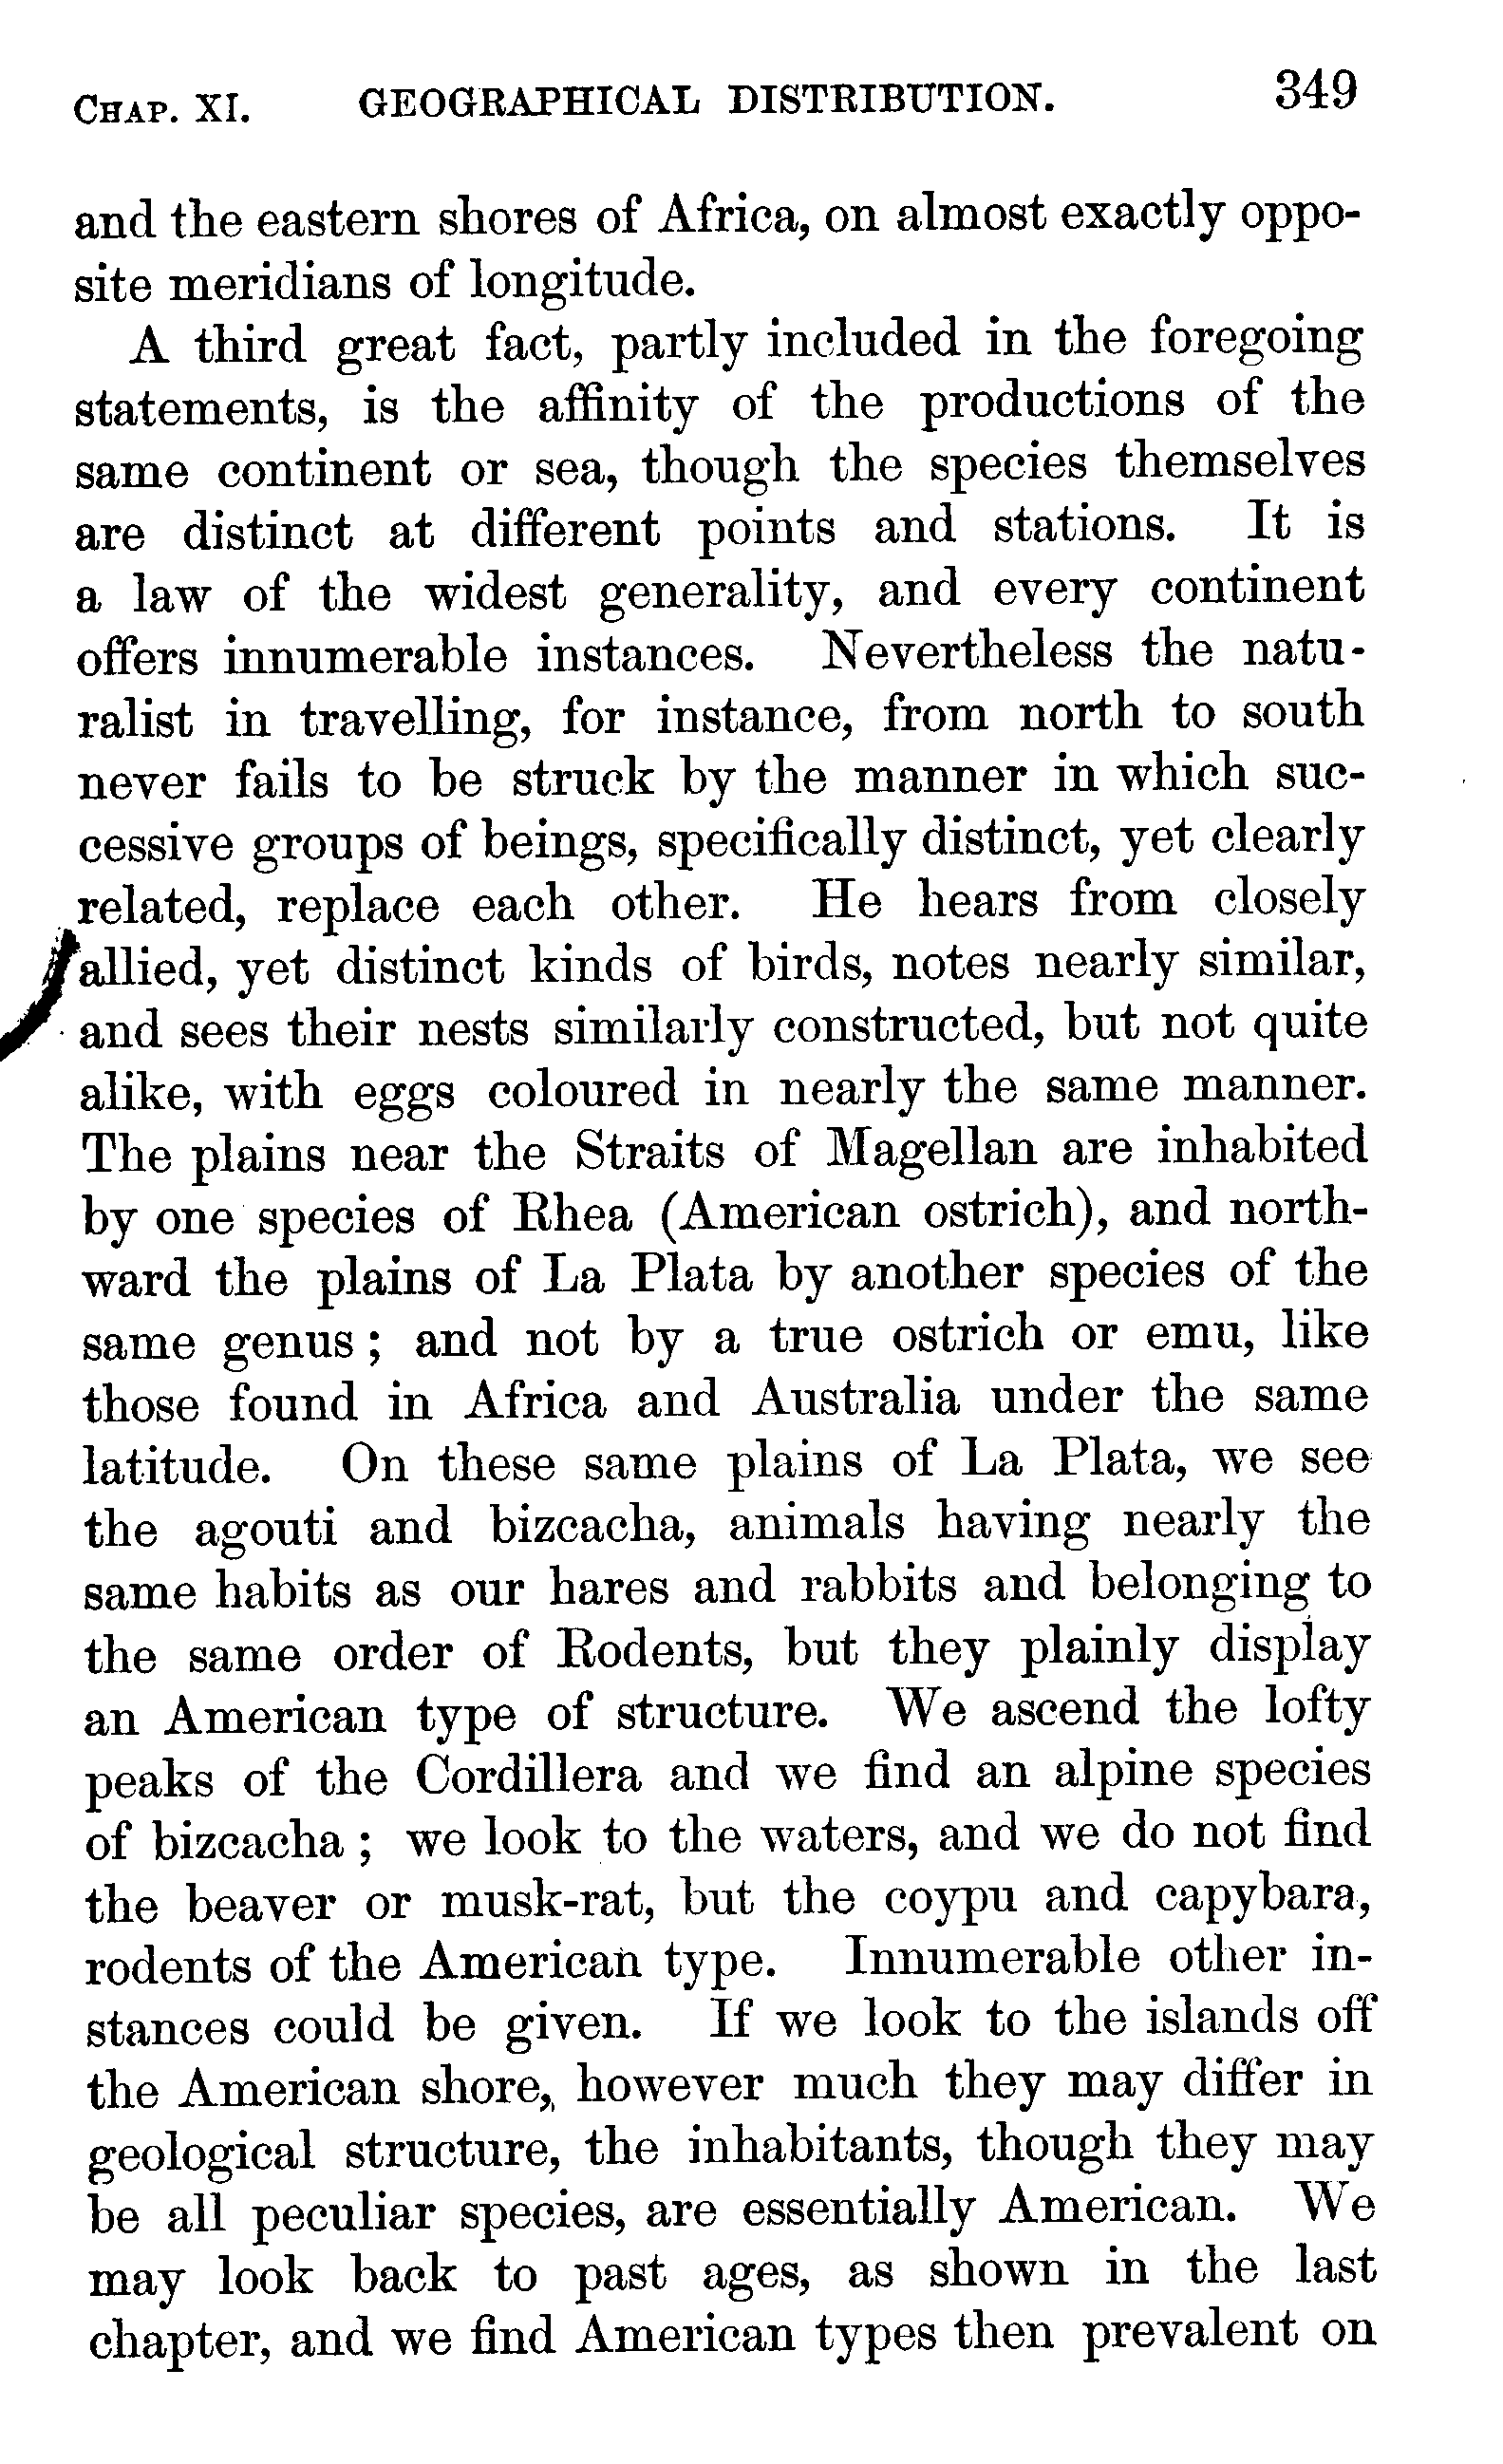 CHAP. XI. GEOGRAPHICAL DISTRIBUTION. 349
and the eastern shores of Africa, on almost exactly oppo-
site meridians of longitude.
A third great fact, partly included in the foregoing
statements, is the affinity of the productions of the
same continent or sea, though the species themselves
are distinct at different points and stations. It is
a law of the widest generality, and every continent
offers innumerable instances. Nevertheless the natu-
ralist in travelling, for instance, from north to south
never fails to be struck by the manner in which suc-
cessive groups of beings, specifically distinct, yet clearly
related, replace each other. He hears from closely
allied, yet distinct kinds of birds, notes nearly similar,
and sees their nests similarly constructed, but not quite
alike, with eggs coloured in nearly the same manner.
The plains near the Straits of Magellan are inhabited
by one species of Rhea (American ostrich), and north-
ward the plains of La Plata by another species of the
same genus; and not by a true ostrich or emu, like
those found in Africa and Australia under the same
latitude. On these same plains of La Plata, we see
the agouti and bizcacha, animals having nearly the
same habits as our hares and rabbits and belonging to
the same order of Rodents, but they plainly display
an American type of structure. We ascend the lofty
peaks of the Cordillera and we find an alpine species
of bizcacha; we look to the waters, and we do not find
the beaver or musk-rat, but the coypu and capybara,
rodents of the American type. Innumerable other in-
stances could be given. If we look to the islands off
the American shore, however much they may differ in
geological structure, the inhabitants, though they may
be all peculiar species, are essentially American. We
may look back to past ages, as shown in the last
chapter, and we find American types then prevalent on